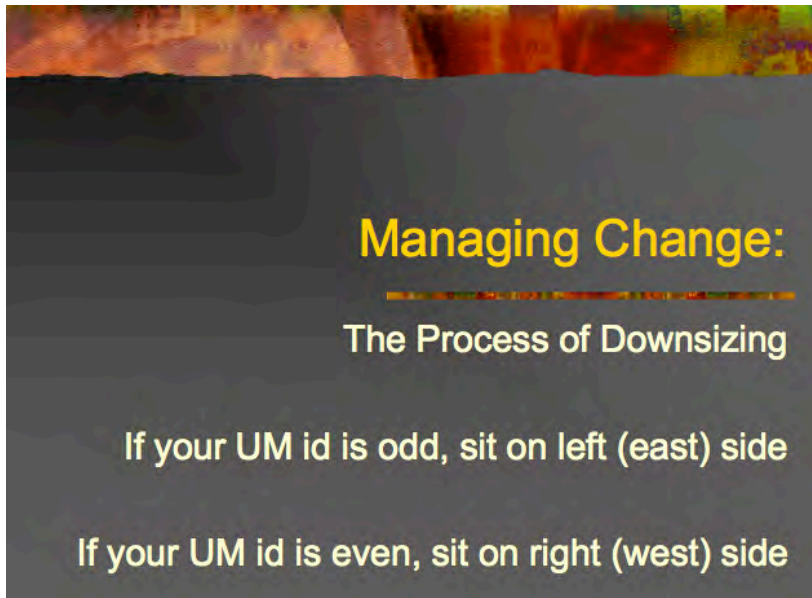 Managing Change:
The Process of Downsizing
If your UM id is odd, sit on left (east) side
If your UM id is even, sit on right (west) side